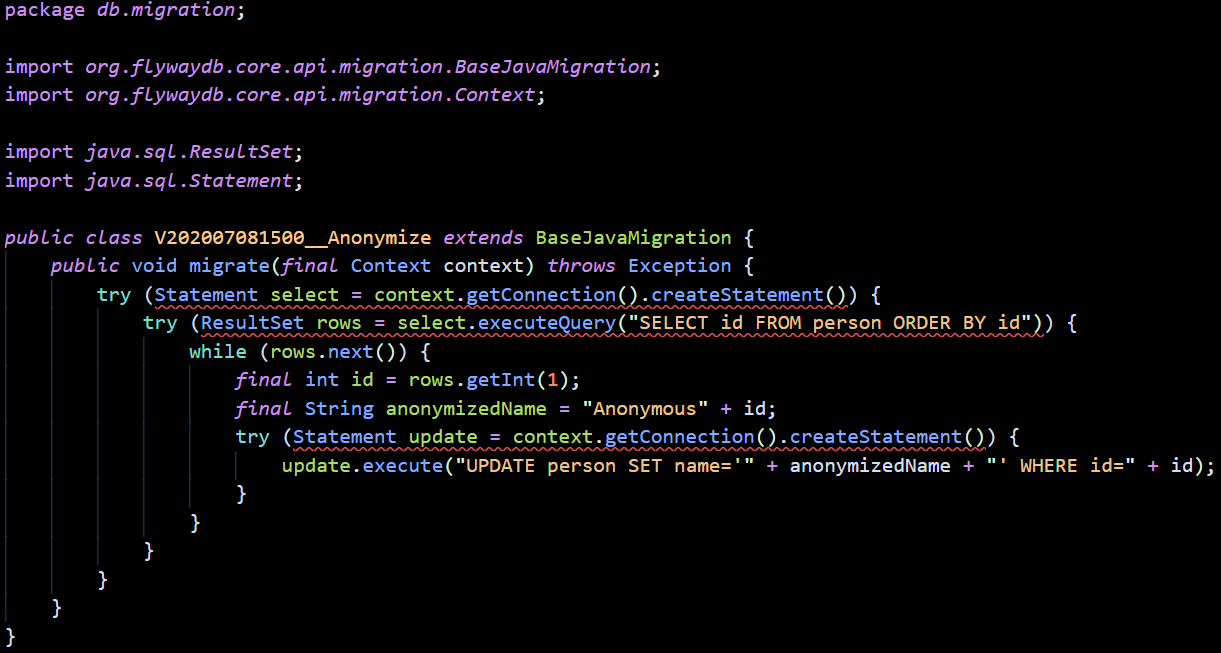 package db.migration;
import org.flywaydb.core.api.migration.BaseJavaMigration;
import org.flywaydb.core.api.migration.Context;
import java.sql.ResultSet;
import java.sql.Statement;
public class V202007081500__Anonymize extends BaseJavaMigration {
    public void migrate(final Context context) throws Exception {
        try (Statement select = context.getConnection().createStatement()) {
            try (ResultSet rows = select.executeQuery("SELECT id FROM person ORDER BY id")) {
                while (rows.next()) {
                    final int id = rows.getInt(1);
                    final String anonymizedName = "Anonymous" + id;
                    try (Statement update = context.getConnection().createStatement()) {
                        update.execute("UPDATE person SET name='" + anonymizedName + "' WHERE id=" + id);
                    }
                }
            }
        }
    }
}